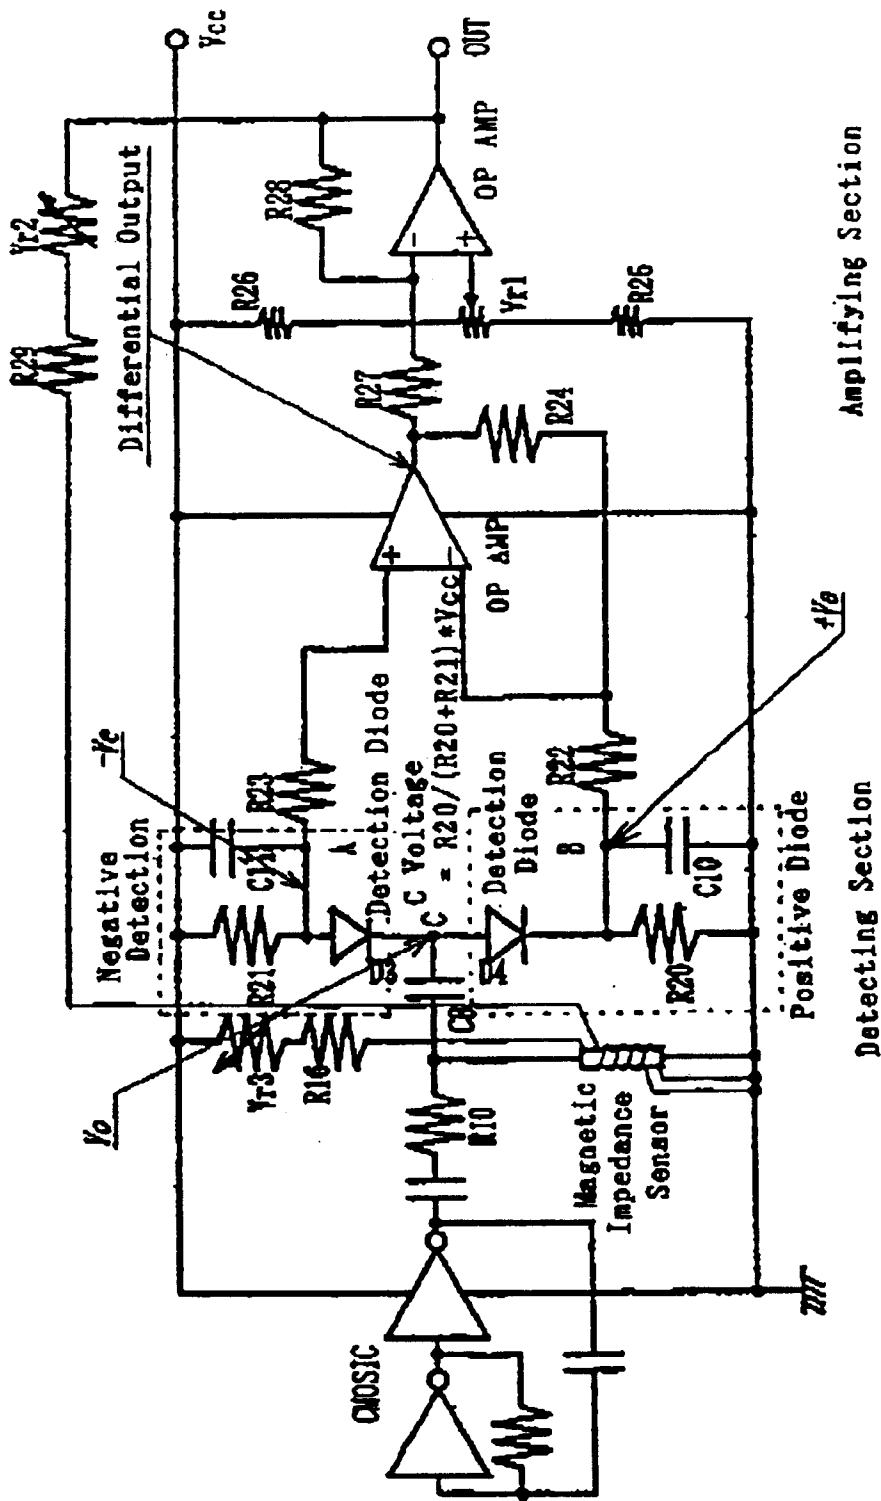 CMOSIC
Vo
Vr3
R16
R10
Magnetic
Impedance
Sensor
Negative
Detection
-Ve
R21
C11
A
D3
Detection Diode
C8
C
C Voltage
= R20/(R20+R21)*Vcc
D4
Detection
Diode
B
R20
C10
Positive Diode
Detecting Section
+Ve
R23
R22
+
-
OP AMP
R24
R27
Differential Output
R29
Vr2
R26
Vr1
R26
R28
-
+
OP AMP
OUT
Vcc
Amplifying Section